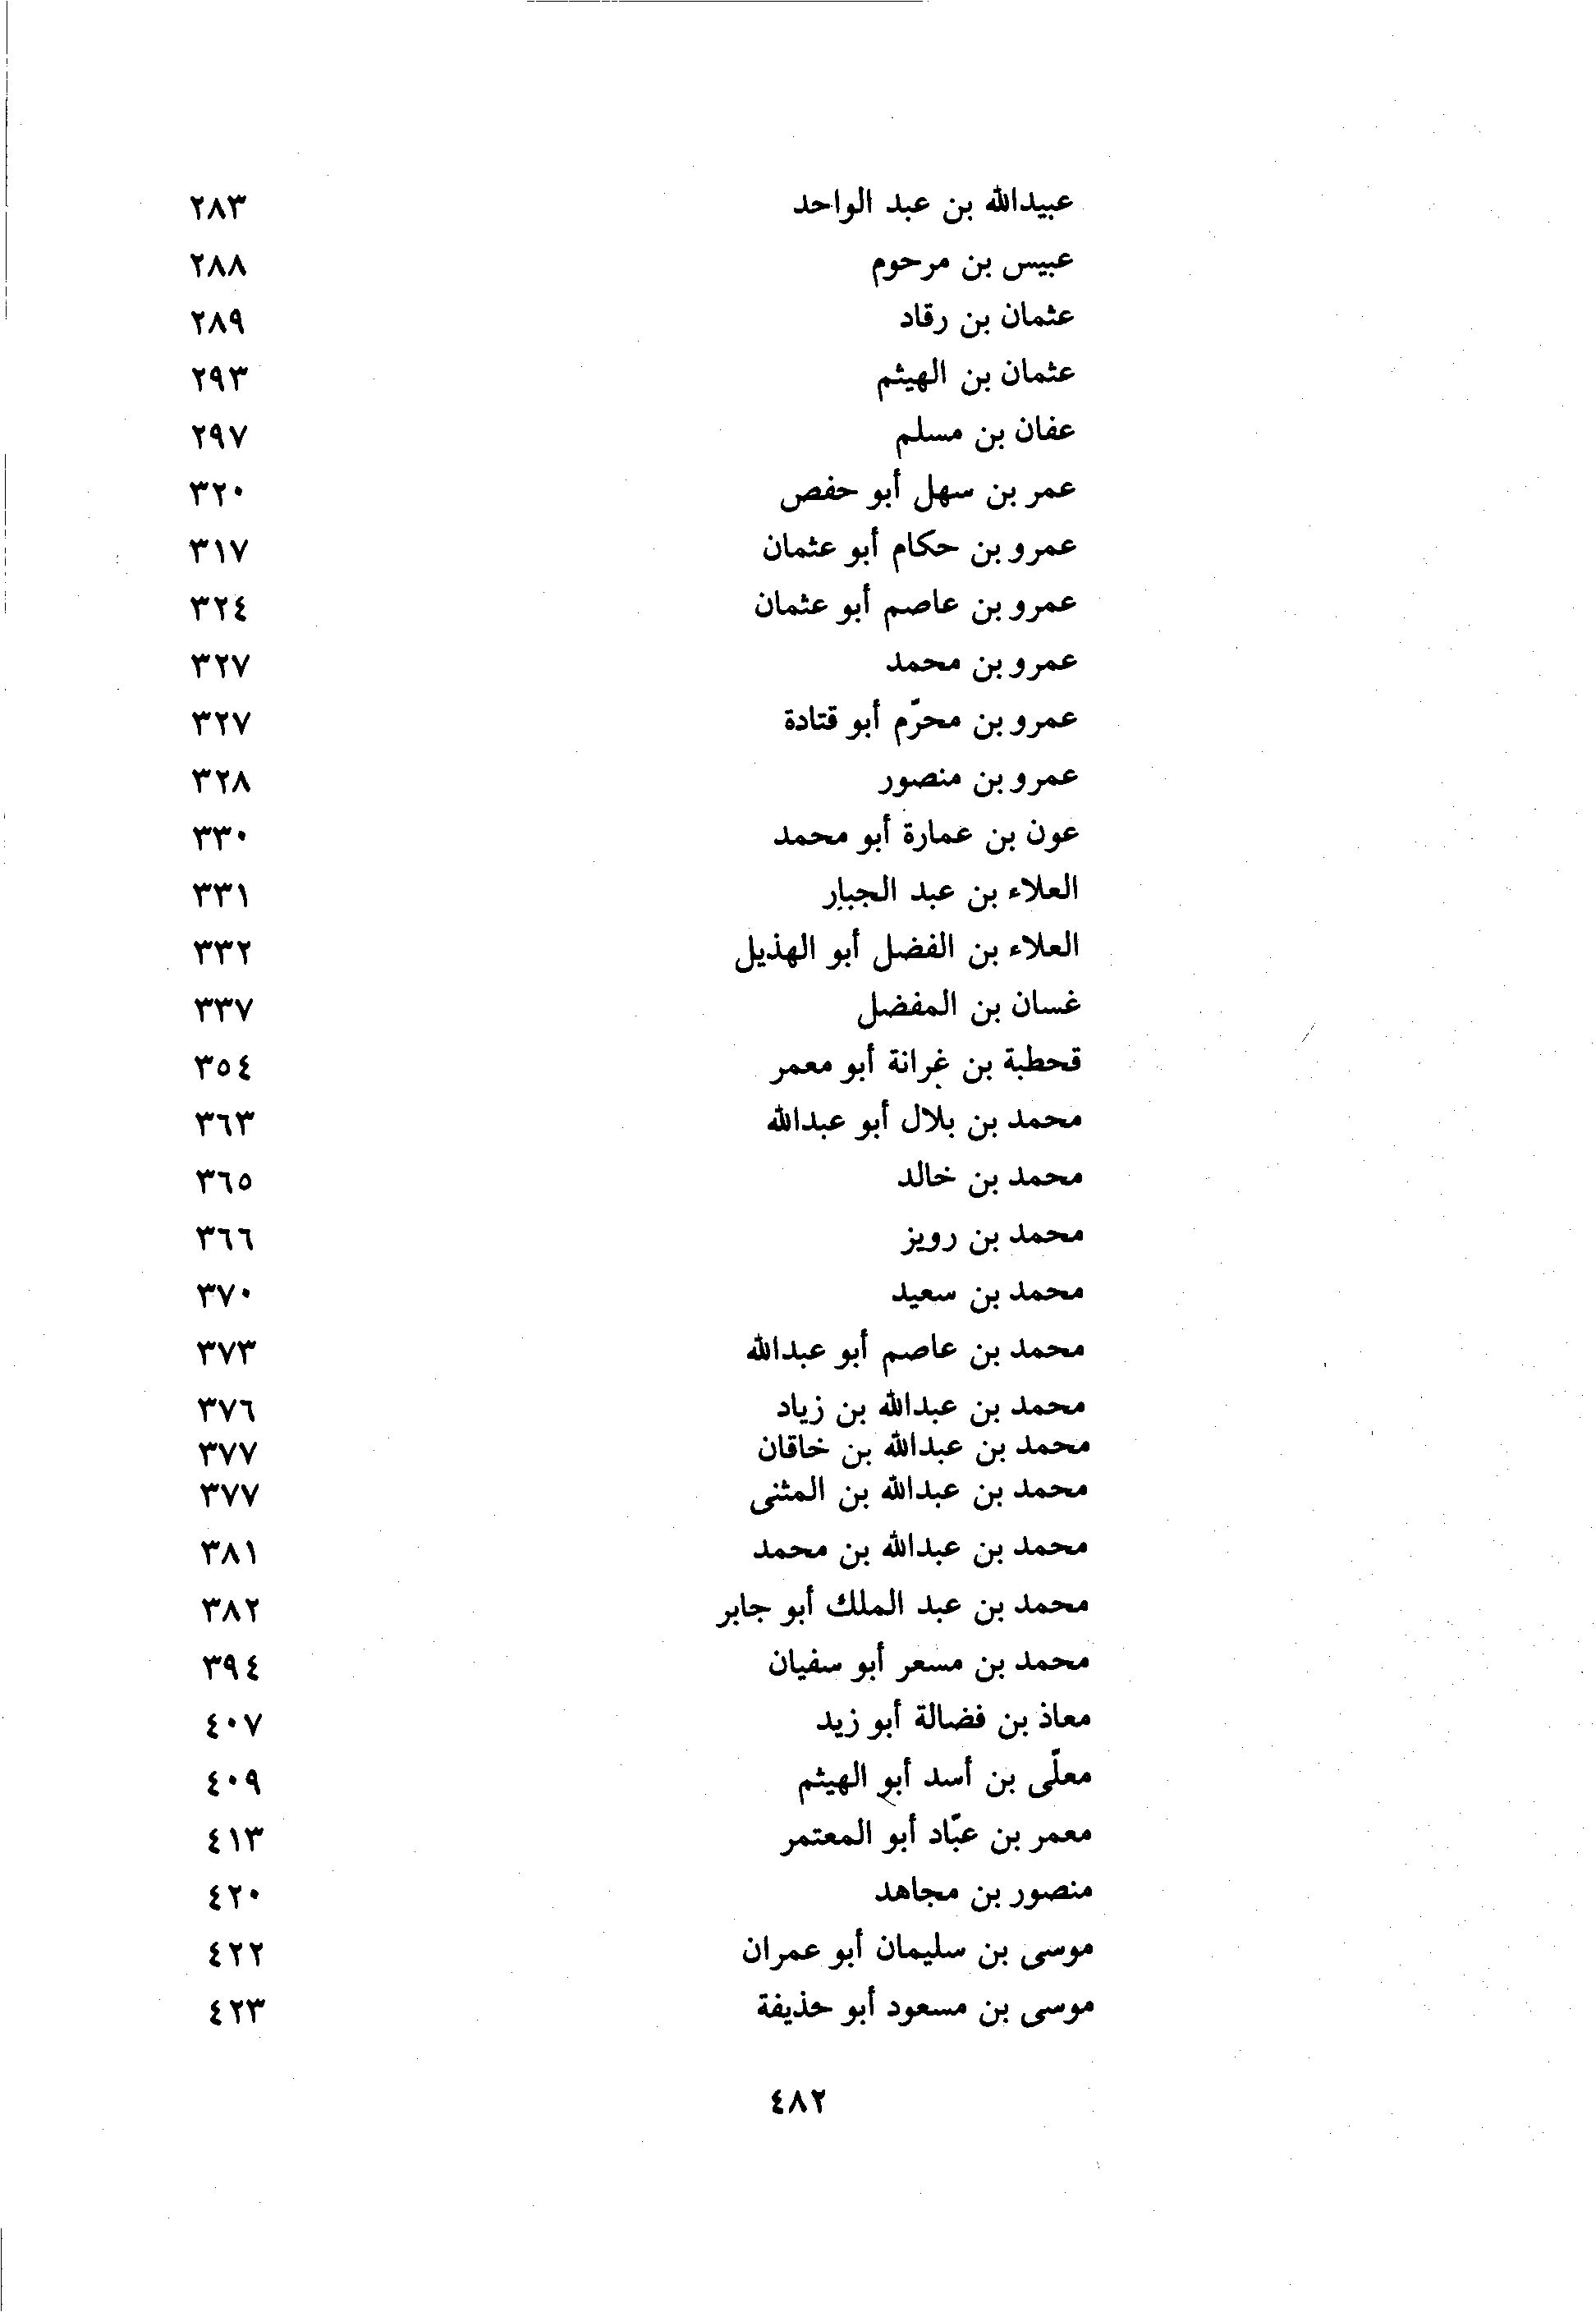 عبيدالله بن عبد الواحد ٢٨٣
عبيس بن مرحوم ٢٨٨
عثمان بن رقاد ٢٨٩
عثمان بن الهيثم ٢٩٣
عفان بن مسلم ٢٩٧
عمر بن سهل أبو حفص ٣٢٠
عمرو بن حكام أبو عثمان ٣١٧
عمرو بن عاصم أبو عثمان ٣٢٤
عمرو بن محمد ٣٢٧
عمرو بن محرّم أبو قتادة ٣٢٧
عمرو بن منصور ٣٢٨
عون بن عمارة أبو محمد ٣٣٠
العلاء بن عبد الجبار ٣٣١
العلاء بن الفضل أبو الهذيل ٣٣٢
غسان بن المفضل ٣٣٧
قحطبة بن غرانة أبو معمر ٣٥٤
محمد بن بلال أبو عبدالله ٣٦٣
محمد بن خالد ٣٦٥
محمد بن رويز ٣٦٦
محمد بن سعيد ٣٧٠
محمد بن عاصم أبو عبدالله ٣٧٣
محمد بن عبدالله بن زياد ٣٧٦
محمد بن عبدالله بن خاقان ٣٧٧
محمد بن عبدالله بن المثنى ٣٧٧
محمد بن عبدالله بن محمد ٣٨١
محمد بن عبد الملك أبو جابر ٣٨٢
محمد بن مسعر أبو سفيان ٣٩٤
معاذ بن فضالة أبو زيد ٤٠٧
معلّى بن أسد أبو الهيثم ٤٠٩
معمر بن عبّاد أبو المعتمر ٤١٣
منصور بن مجاهد ٤٢٠
موسى بن سليمان أبو عمران ٤٢٢
موسى بن مسعود أبو حذيفة ٤٢٣
٤٨٢